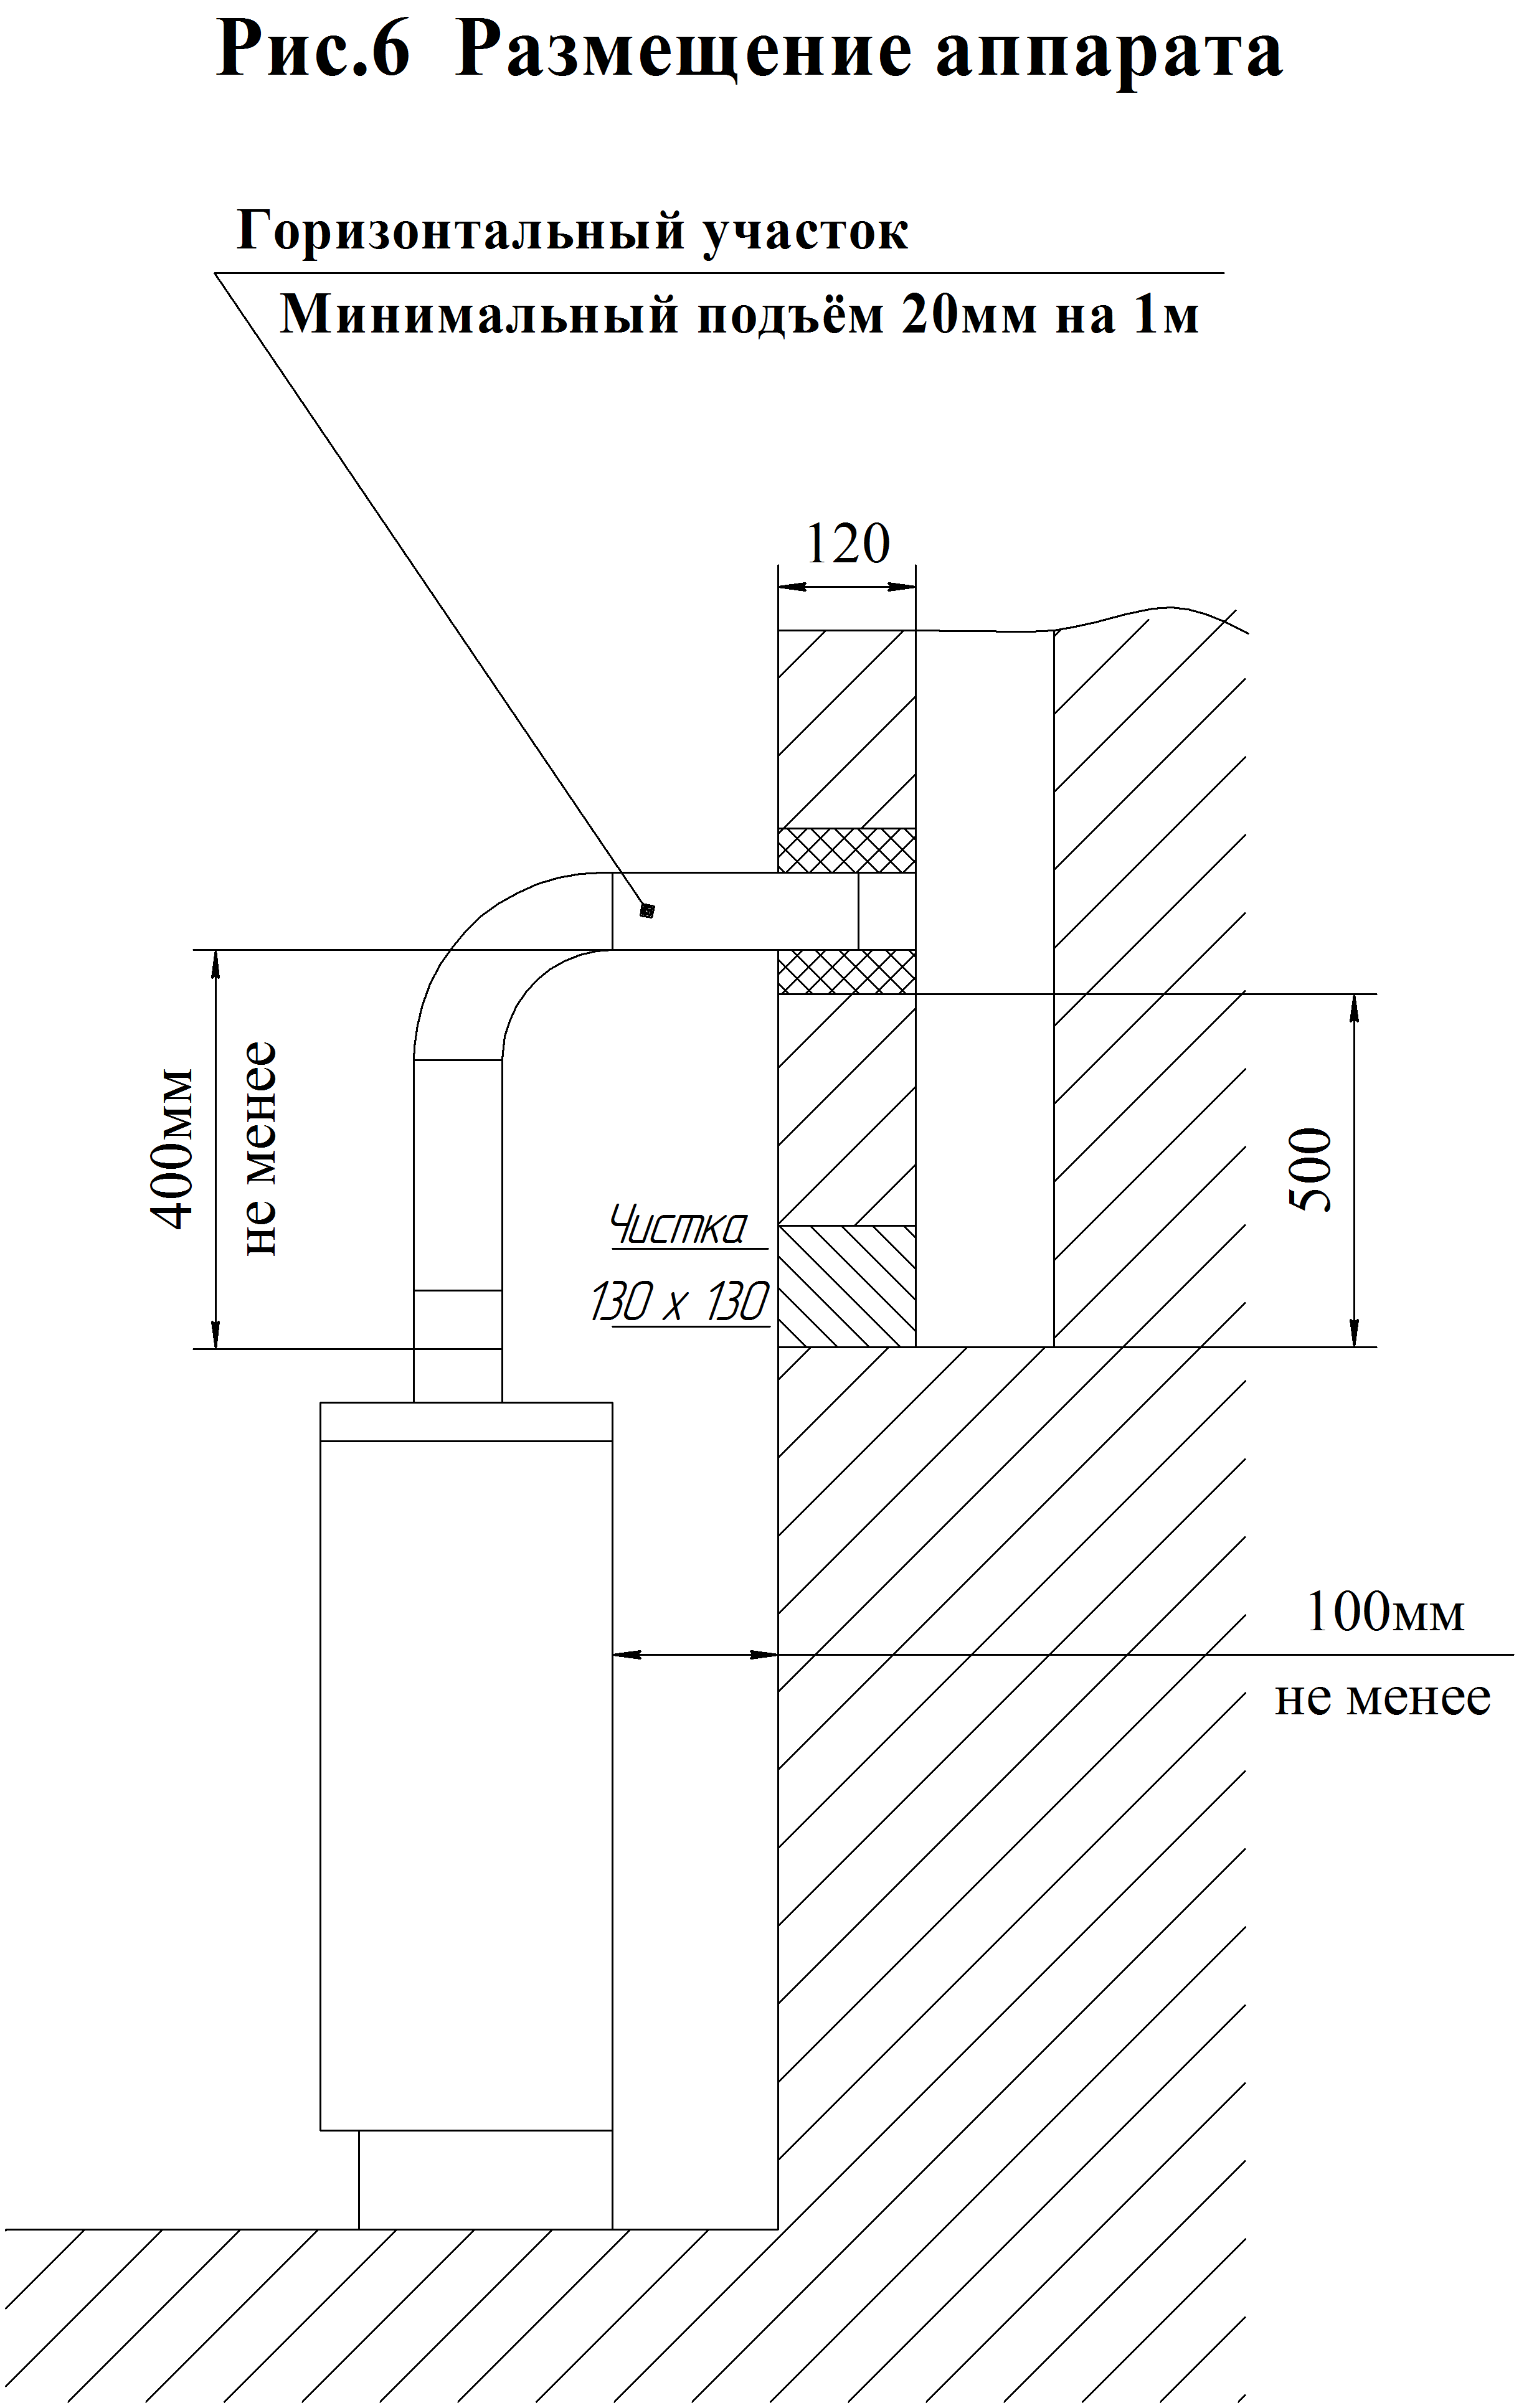 Рис.6 Размещение аппарата
Горизонтальный участок
Минимальный подъём 20мм на 1м
120
400мм
не менее
Чистка
130 х 130
500
100мм
не менее